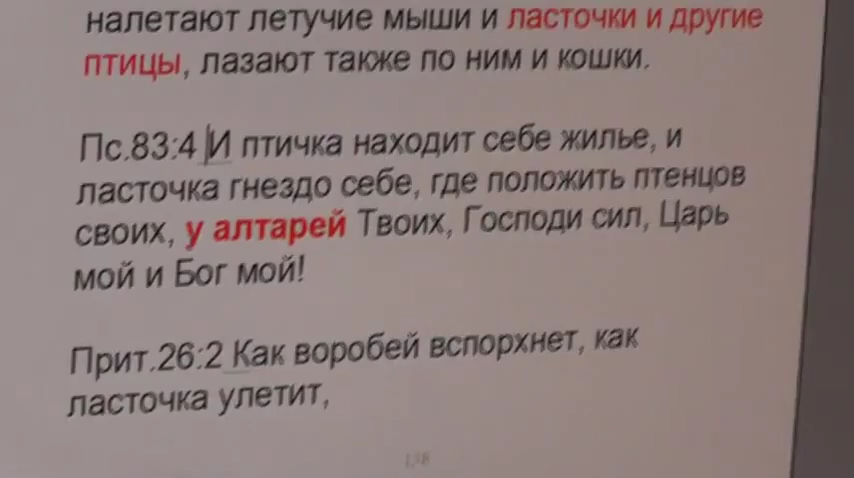 налетают летучие мыши и ласточки и другие
птицы, лазают также по ним и кошки.
Пс.83:4 И птичка находит себе жилье, и
ласточка гнездо себе, где положить птенцов
своих, у алтарей Твоих, Господи сил, Царь
мой и Бог мой!
Прит.26:2 Как воробей вспорхнет, как
ласточка улетит,